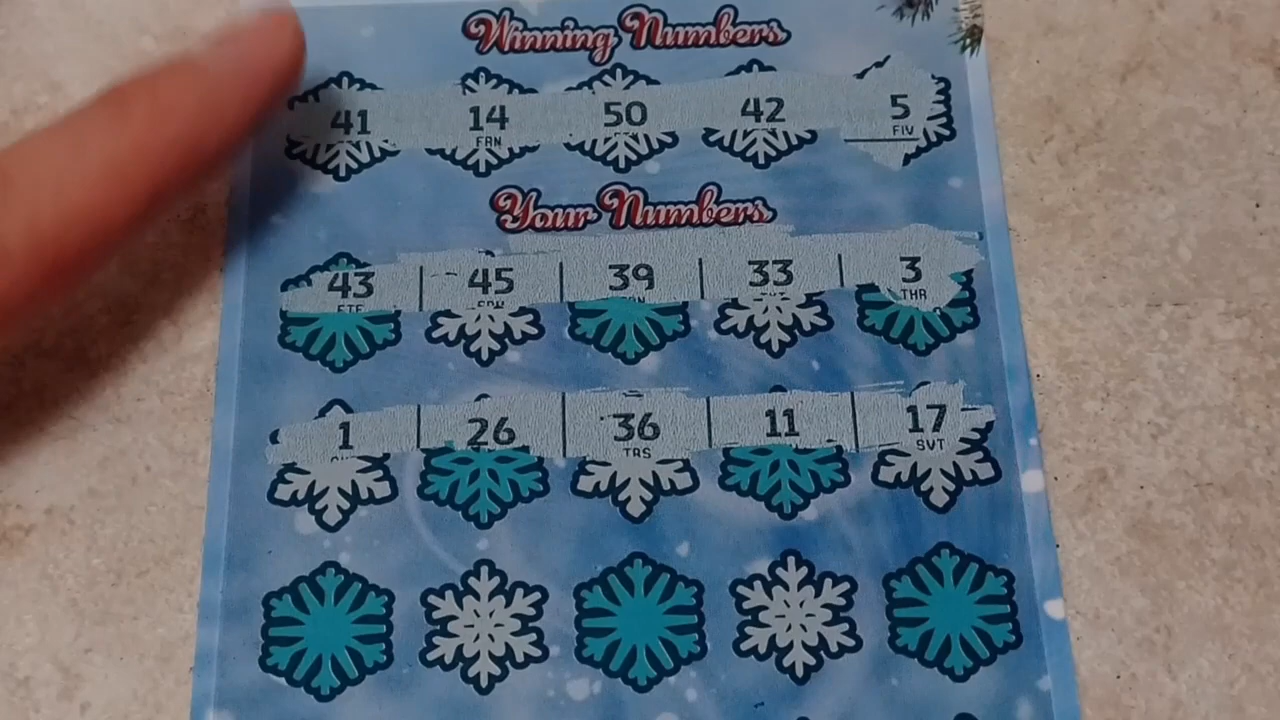 Winning Numbers
41 14 50 42 5
FRN FIV
Your Numbers
43 45 39 33 3
THR
1 26 36 11 17
TRS SVT